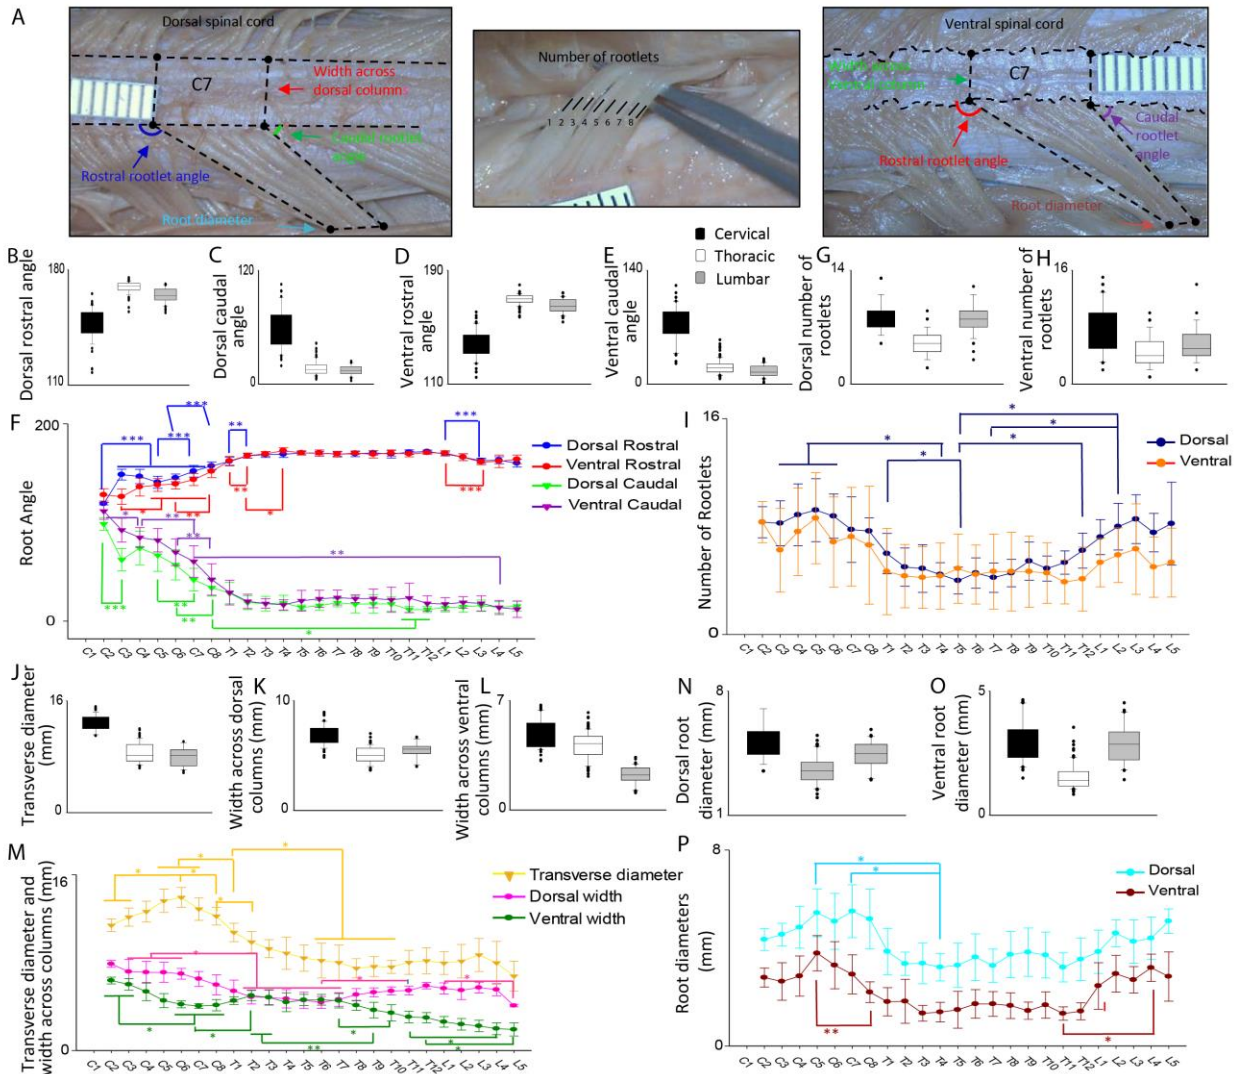 A
Dorsal spinal cord
C7
Width across
dorsal column
Caudal rootlet
angle
Rostral rootlet angle
Root diameter
Number of rootlets
1 2 3 4 5 6 7 8
Ventral spinal cord
Width across
ventral column
C7
Caudal
rootlet
angle
Rostral rootlet angle
Root diameter
Cervical
Thoracic
Lumbar
B
Dorsal rostral angle
180
110
C
Dorsal caudal
angle
120
0
D
Ventral rostral
angle
190
110
E
Ventral caudal
angle
140
0
G
Dorsal number of
rootlets
14
0
H
Ventral number of
rootlets
16
0
F
Root Angle
200
0
*** *** *** ** ***
* ** ** *** *
* ** ** **
*** ** ** *
Dorsal Rostral
Ventral Rostral
Dorsal Caudal
Ventral Caudal
C1 C2 C3 C4 C5 C6 C7 C8 T1 T2 T3 T4 T5 T6 T7 T8 T9 T10 T11 T12 L1 L2 L3 L4 L5
I
Number of Rootlets
16
0
* * * * *
Dorsal
Ventral
C1 C2 C3 C4 C5 C6 C7 C8 T1 T2 T3 T4 T5 T6 T7 T8 T9 T10 T11 T12 L1 L2 L3 L4 L5
J
Transverse diameter
(mm)
16
0
K
Width across dorsal
columns (mm)
10
0
L
Width across ventral
columns (mm)
7
0
N
Dorsal root
diameter (mm)
8
1
O
Ventral root
diameter (mm)
5
0
M
Transverse diameter and
width across columns (mm)
16
0
* * * * * *
* * *
* * ** * * *
Transverse diameter
Dorsal width
Ventral width
C1 C2 C3 C4 C5 C6 C7 C8 T1 T2 T3 T4 T5 T6 T7 T8 T9 T10 T11 T12 L1 L2 L3 L4 L5
P
Root diameters
(mm)
8
0
* *
** *
Dorsal
Ventral
C1 C2 C3 C4 C5 C6 C7 C8 T1 T2 T3 T4 T5 T6 T7 T8 T9 T10 T11 T12 L1 L2 L3 L4 L5